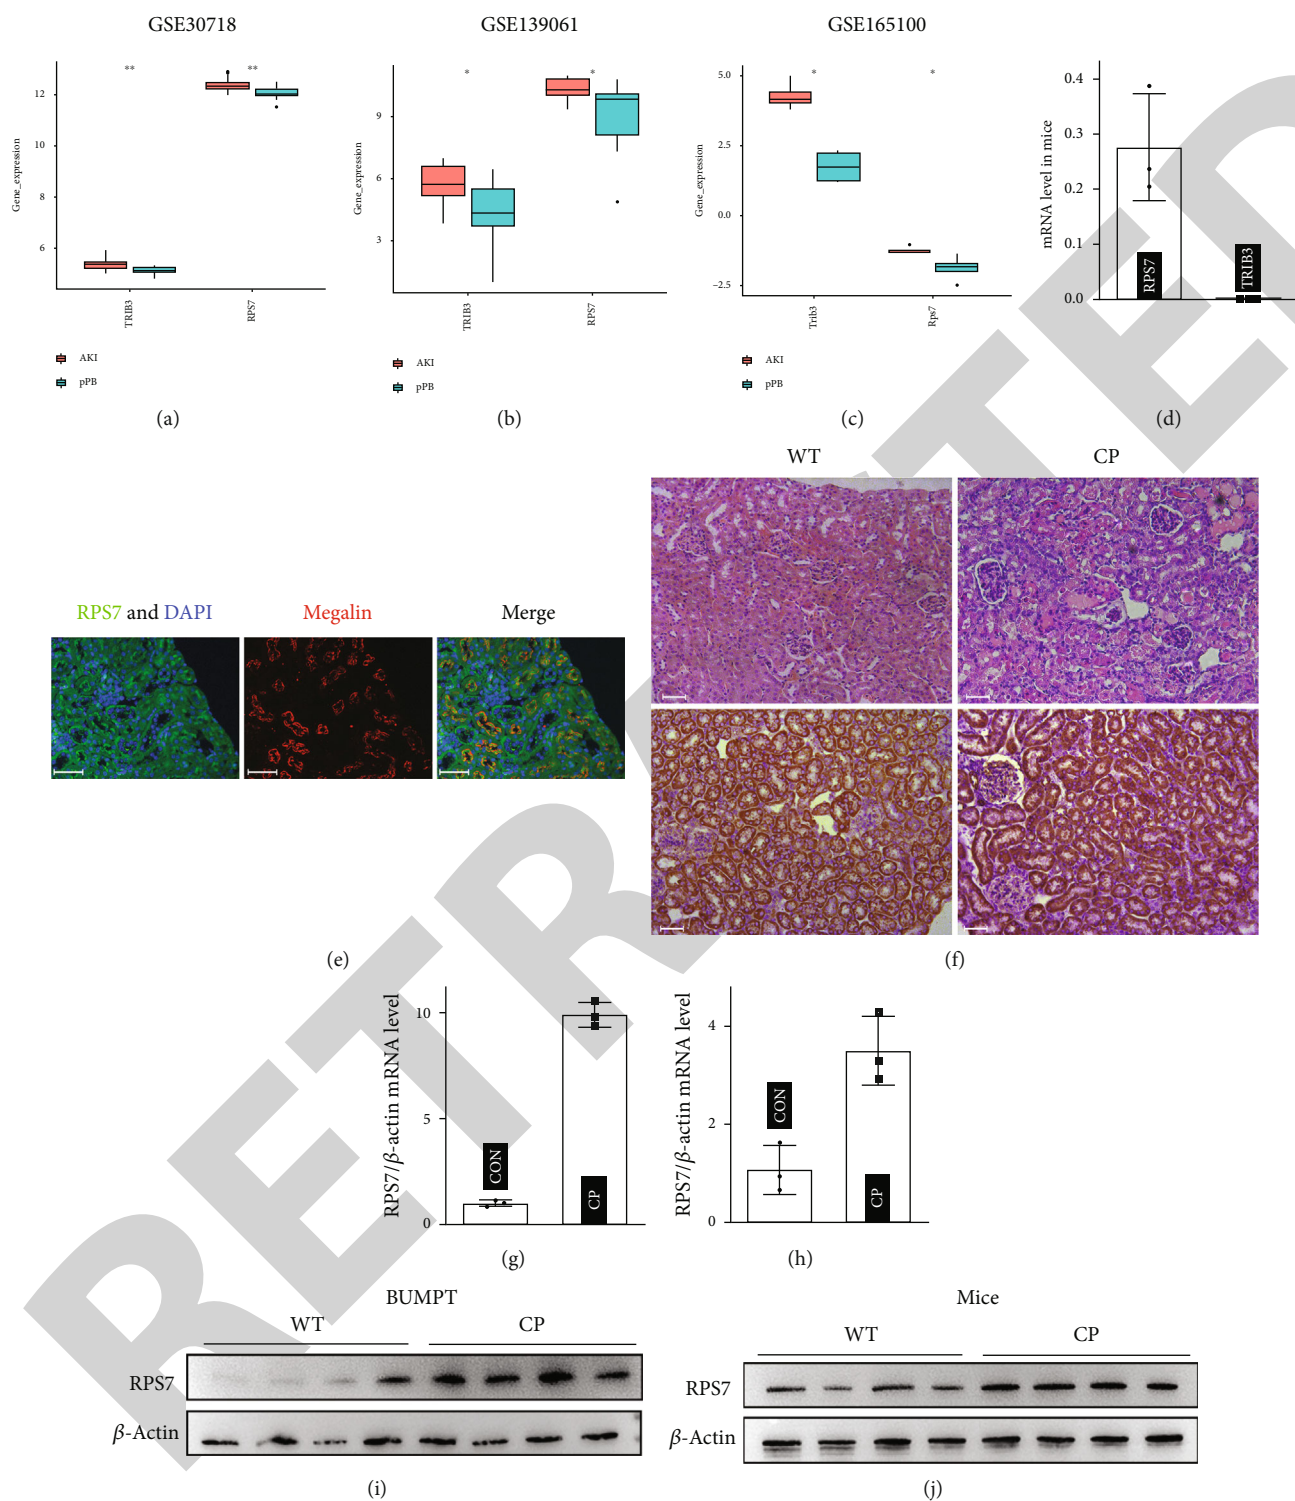 GSE30718
GSE139061
GSE165100
**
**
Gene_expression
12
10
8
6
TRIB3
RPS7
AKI
pPB
(a)
*
*
Gene_expression
9
6
3
TRIB3
RPS7
AKI
pPB
(b)
*
*
Gene_expression
5.0
2.5
0.0
−2.5
Trib3
Rps7
AKI
pPB
(c)
mRNA level in mice
0.4
0.3
0.2
0.1
0.0
RPS7
TRIB3
(d)
RPS7 and DAPI
Megalin
Merge
(e)
WT
CP
(f)
RPS7/β-actin mRNA level
10
5
0
CON
CP
(g)
RPS7/β-actin mRNA level
4
2
0
CON
CP
(h)
BUMPT
WT
CP
RPS7
β-Actin
(i)
Mice
WT
CP
RPS7
β-Actin
(j)
RETRACTED